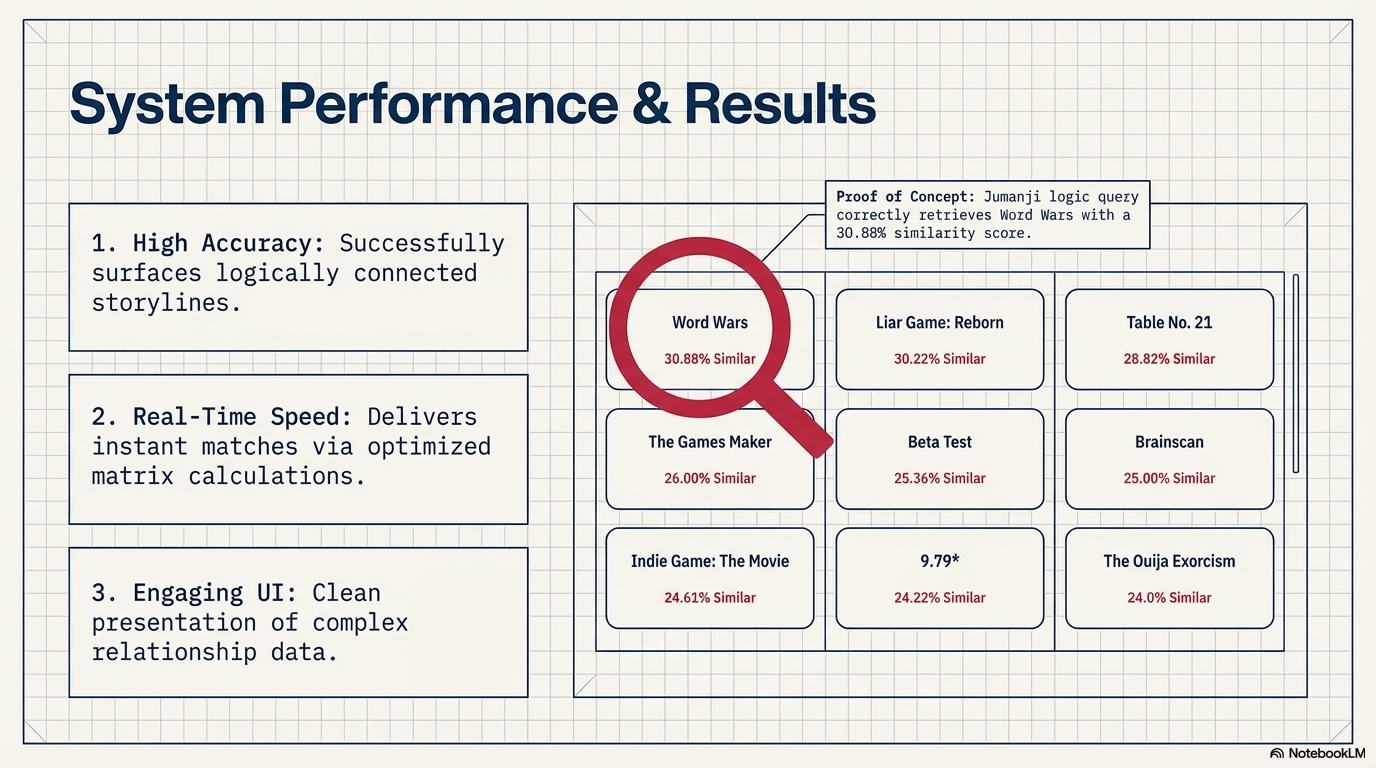 System Performance & Results
1. High Accuracy: Successfully
surfaces logically connected
storylines.
2. Real-Time Speed: Delivers
instant matches via optimized
matrix calculations.
3. Engaging UI: Clean
presentation of complex
relationship data.
Proof of Concept: Jumanji logic query
correctly retrieves Word Wars with a
30.88% similarity score.
Word Wars
30.88% Similar
Liar Game: Reborn
30.22% Similar
Table No. 21
28.82% Similar
The Games Maker
26.00% Similar
Beta Test
25.36% Similar
Brainscan
25.00% Similar
Indie Game: The Movie
24.61% Similar
9.79*
24.22% Similar
The Ouija Exorcism
24.0% Similar
NotebookLM